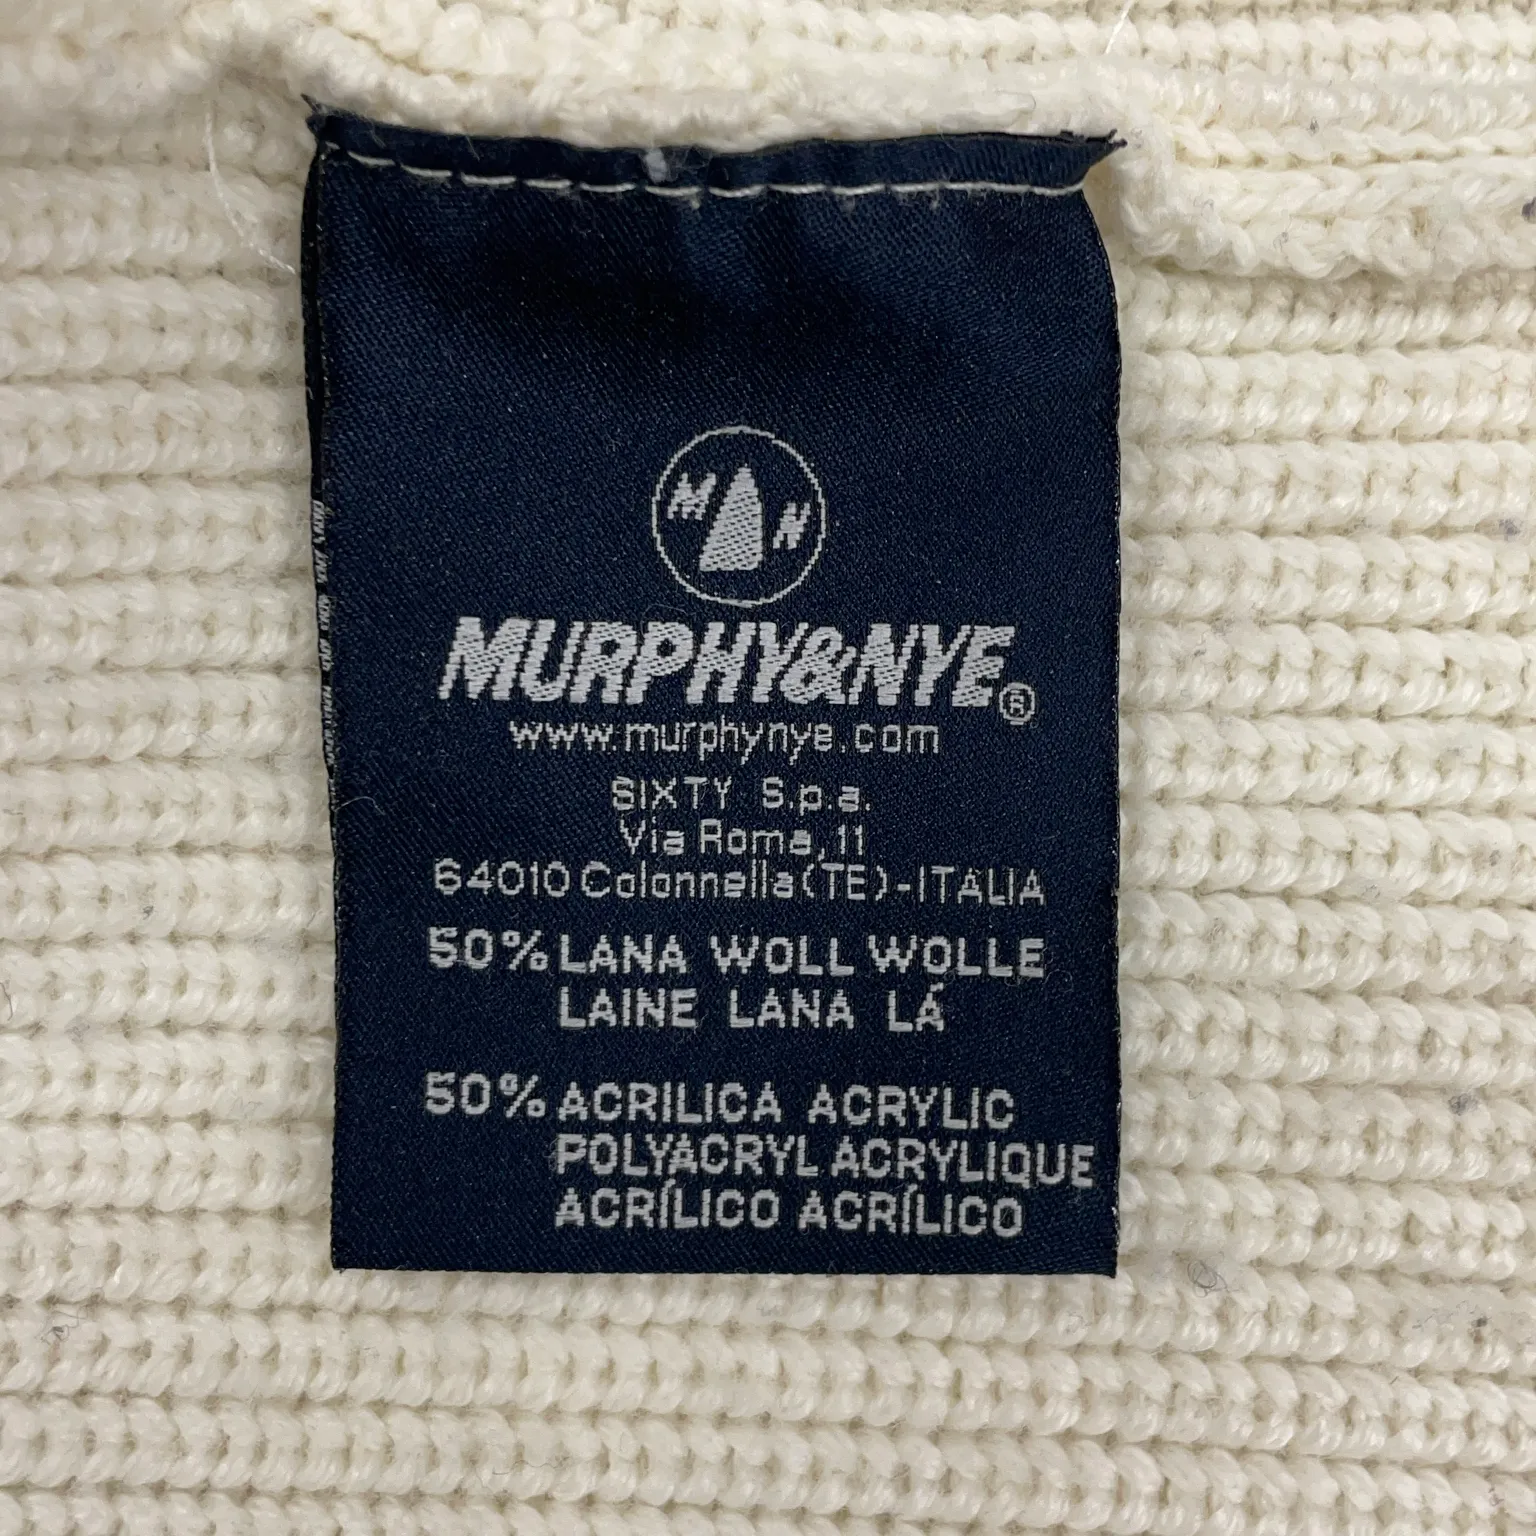 M N
MURPHY&NYE®
www.murphynye.com
SIXTY S.p.a.
Via Roma, 11
64010 Colonnella(TE)-ITALIA
50% LANA WOLL WOLLE
LAINE LANA LÁ
50% ACRILICA ACRYLIC
POLYACRYL ACRYLIQUE
ACRÍLICO ACRÍLICO